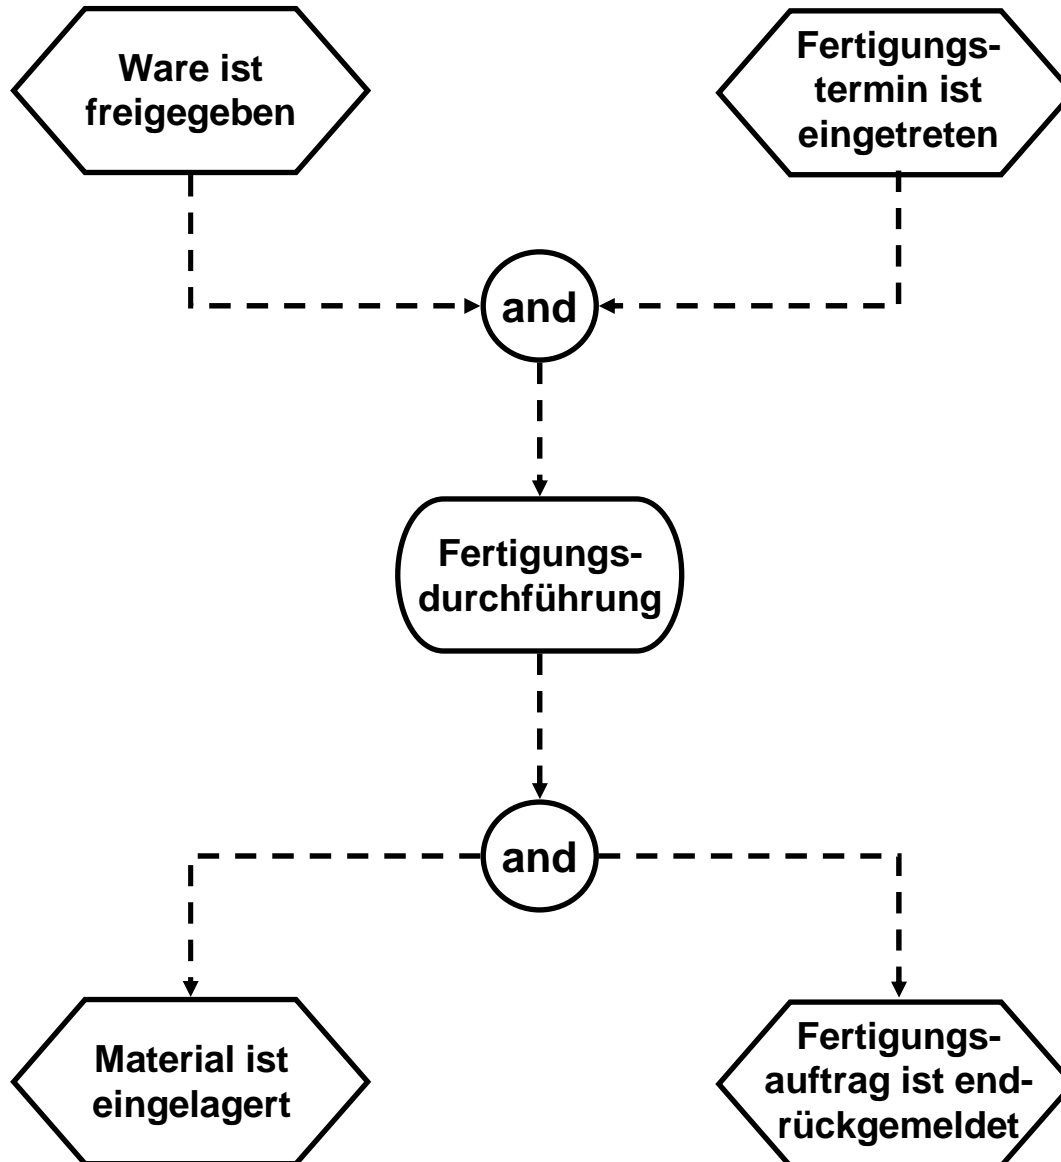 Ware ist
freigegeben
Fertigungs-
termin ist
eingetreten
and
Fertigungs-
durchführung
and
Material ist
eingelagert
Fertigungs-
auftrag ist end-
rückgemeldet